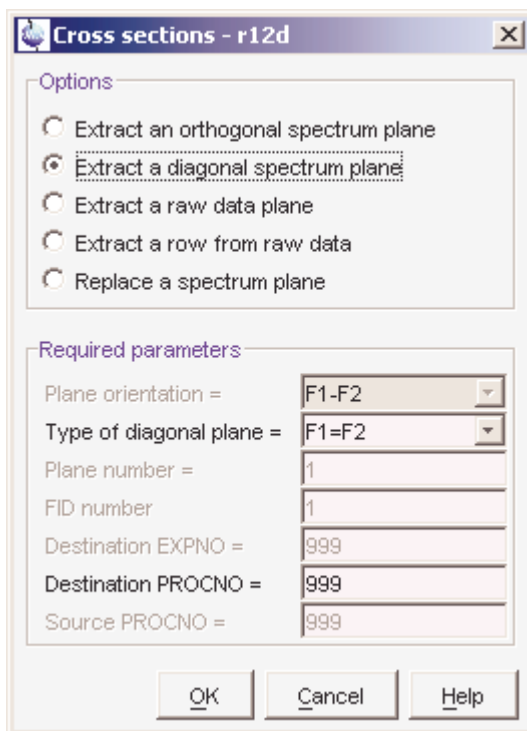 Cross sections - r12d
Options
Extract an orthogonal spectrum plane
Extract a diagonal spectrum plane
Extract a raw data plane
Extract a row from raw data
Replace a spectrum plane
Required parameters
Plane orientation = F1-F2
Type of diagonal plane = F1=F2
Plane number = 1
FID number 1
Destination EXPNO = 999
Destination PROCNO = 999
Source PROCNO = 999
OK Cancel Help